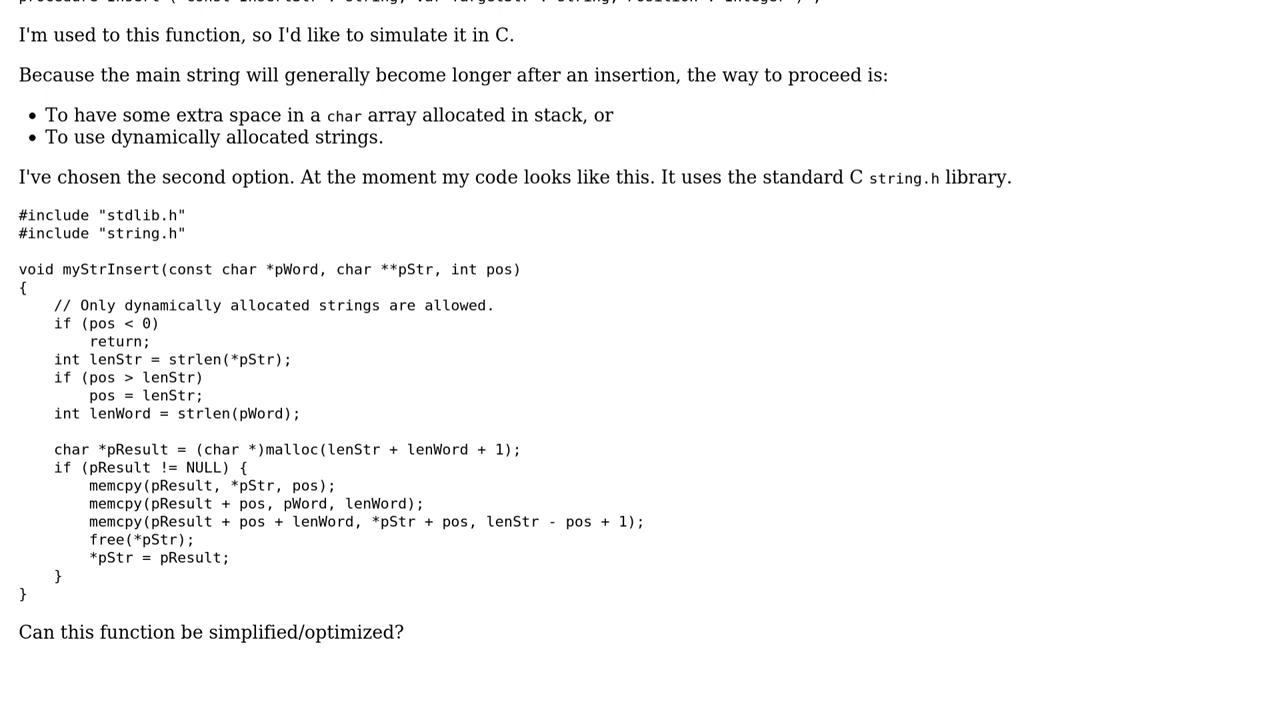 I'm used to this function, so I'd like to simulate it in C.
Because the main string will generally become longer after an insertion, the way to proceed is:
• To have some extra space in a char array allocated in stack, or
• To use dynamically allocated strings.
I've chosen the second option. At the moment my code looks like this. It uses the standard C string.h library.
#include "stdlib.h"
#include "string.h"
void myStrInsert(const char *pWord, char **pStr, int pos)
{
    // Only dynamically allocated strings are allowed.
    if (pos < 0)
        return;
    int lenStr = strlen(*pStr);
    if (pos > lenStr)
        pos = lenStr;
    int lenWord = strlen(pWord);
    char *pResult = (char *)malloc(lenStr + lenWord + 1);
    if (pResult != NULL) {
        memcpy(pResult, *pStr, pos);
        memcpy(pResult + pos, pWord, lenWord);
        memcpy(pResult + pos + lenWord, *pStr + pos, lenStr - pos + 1);
        free(*pStr);
        *pStr = pResult;
    }
}
Can this function be simplified/optimized?